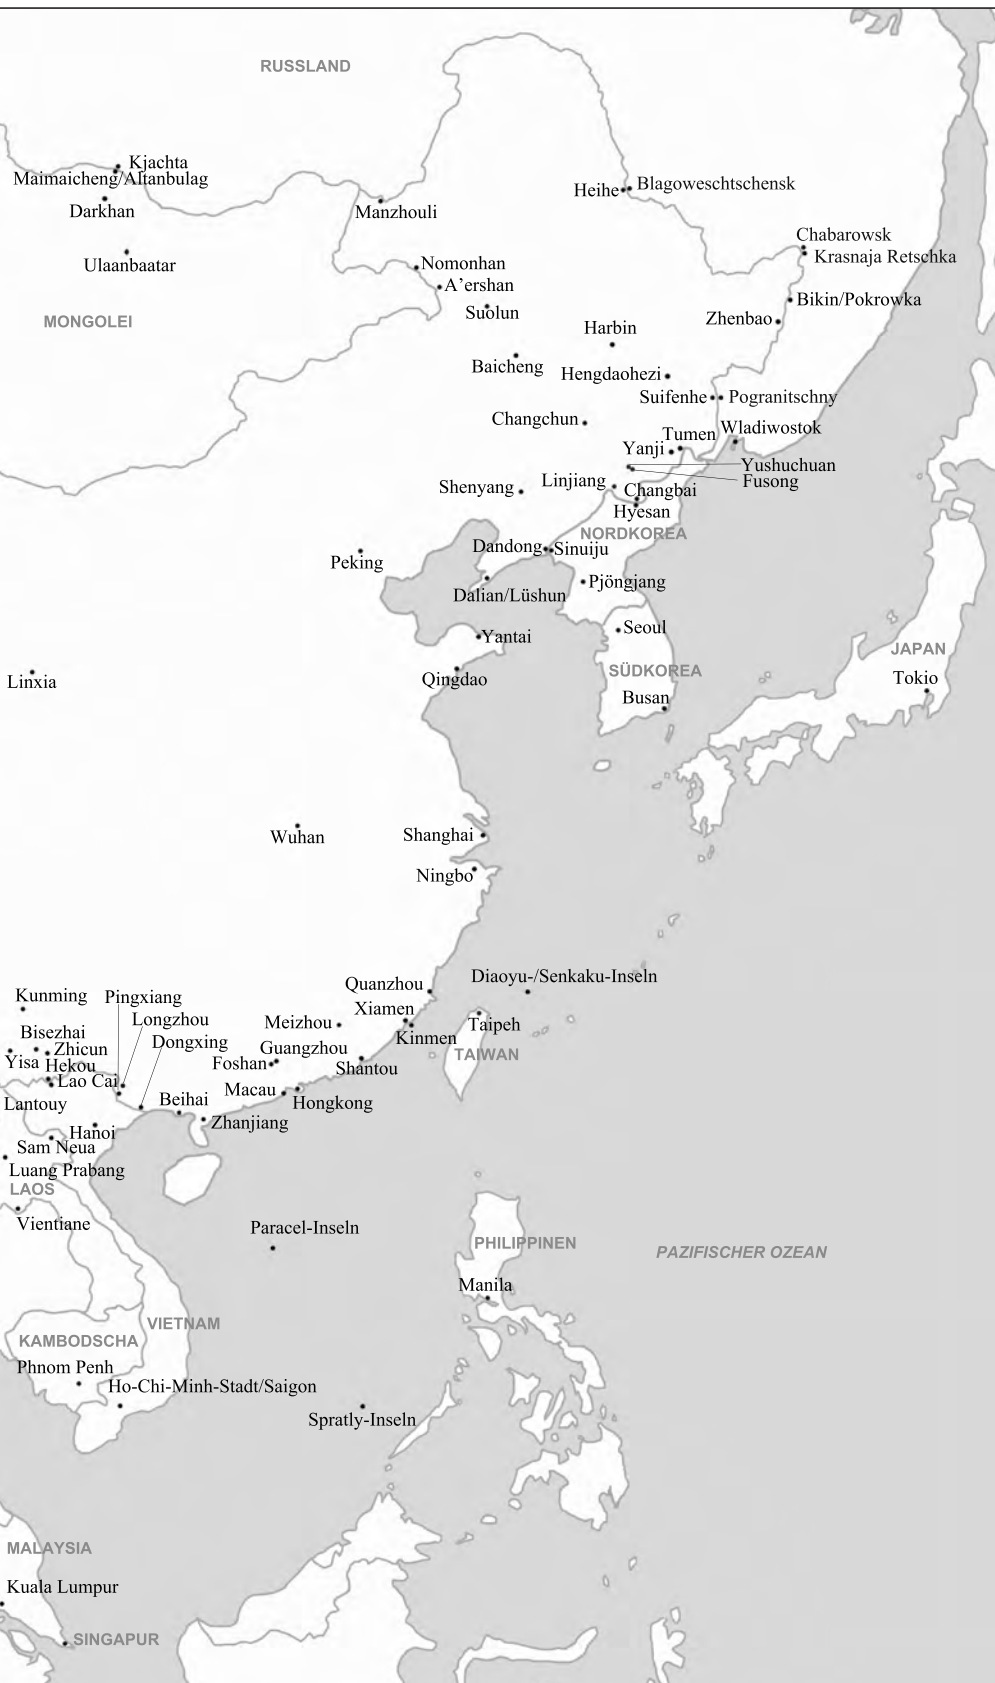 RUSSLAND
Kjachta
Maimaicheng/Altanbulag
Darkhan
Manzhouli
Heihe
Blagoweschtschensk
Chabarowsk
Krasnaja Retschka
Ulaanbaatar
Nomonhan
A’ershan
Suolun
Bikin/Pokrowka
Zhenbao
MONGOLEI
Harbin
Baicheng
Hengdaohezi
Suifenhe
Pogranitschny
Changchun
Wladiwostok
Tumen
Yanji
Yushuchuan
Fusong
Linjiang
Shenyang
Changbai
Hyesan
NORDKOREA
Dandong
Sinuiju
Peking
Pjöngjang
Dalian/Lüshun
Seoul
Yantai
JAPAN
SÜDKOREA
Tokio
Qingdao
Linxia
Busan
Wuhan
Shanghai
Ningbo
Diaoyu-/Senkaku-Inseln
Quanzhou
Kunming
Pingxiang
Xiamen
Longzhou
Meizhou
Taipeh
Bisezhai
Kinmen
Dongxing
Zhicun
Guangzhou
TAIWAN
Yisa
Hekou
Foshan
Shantou
Lao Cai
Macau
Beihai
Hongkong
Lantouy
Zhanjiang
Hanoi
Sam Neua
Luang Prabang
LAOS
Vientiane
Paracel-Inseln
PHILIPPINEN
PAZIFISCHER OZEAN
Manila
VIETNAM
KAMBODSCHA
Phnom Penh
Ho-Chi-Minh-Stadt/Saigon
Spratly-Inseln
MALAYSIA
Kuala Lumpur
SINGAPUR